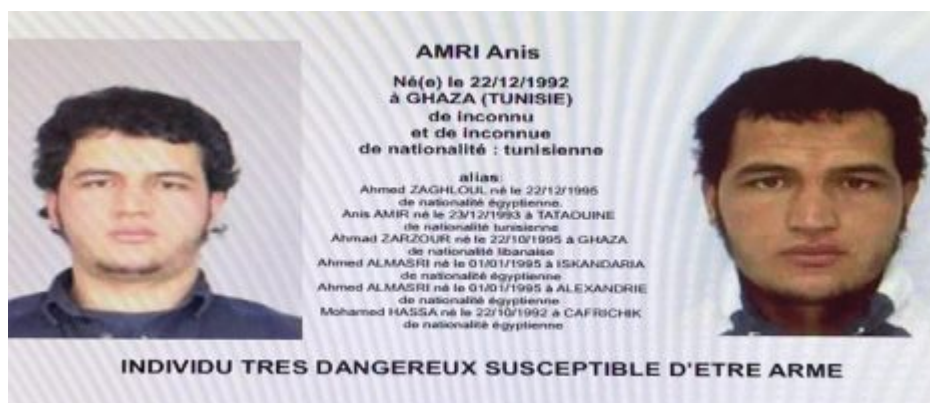 AMRI Anis
Né(e) le 22/12/1992
à GHAZA (TUNISIE)
de inconnu
et de inconnue
de nationalité : tunisienne
alias:
Ahmed ZAGHLOUL né le 22/12/1995
de nationalité égyptienne.
Anis AMIR né le 23/12/1993 à TATAOUINE
de nationalité tunisienne
Ahmad ZARZOUR né le 22/10/1995 à GHAZA
de nationalité libanaise
Ahmed ALMASRI né le 01/01/1995 à ISKANDARIA
de nationalité égyptienne
Ahmed ALMASRI né le 01/01/1995 à ALEXANDRIE
de nationalité égyptienne
Mohamed HASSA né le 22/10/1992 à CAFRICHIK
de nationalité égyptienne
INDIVIDU TRES DANGEREUX SUSCEPTIBLE D'ETRE ARME